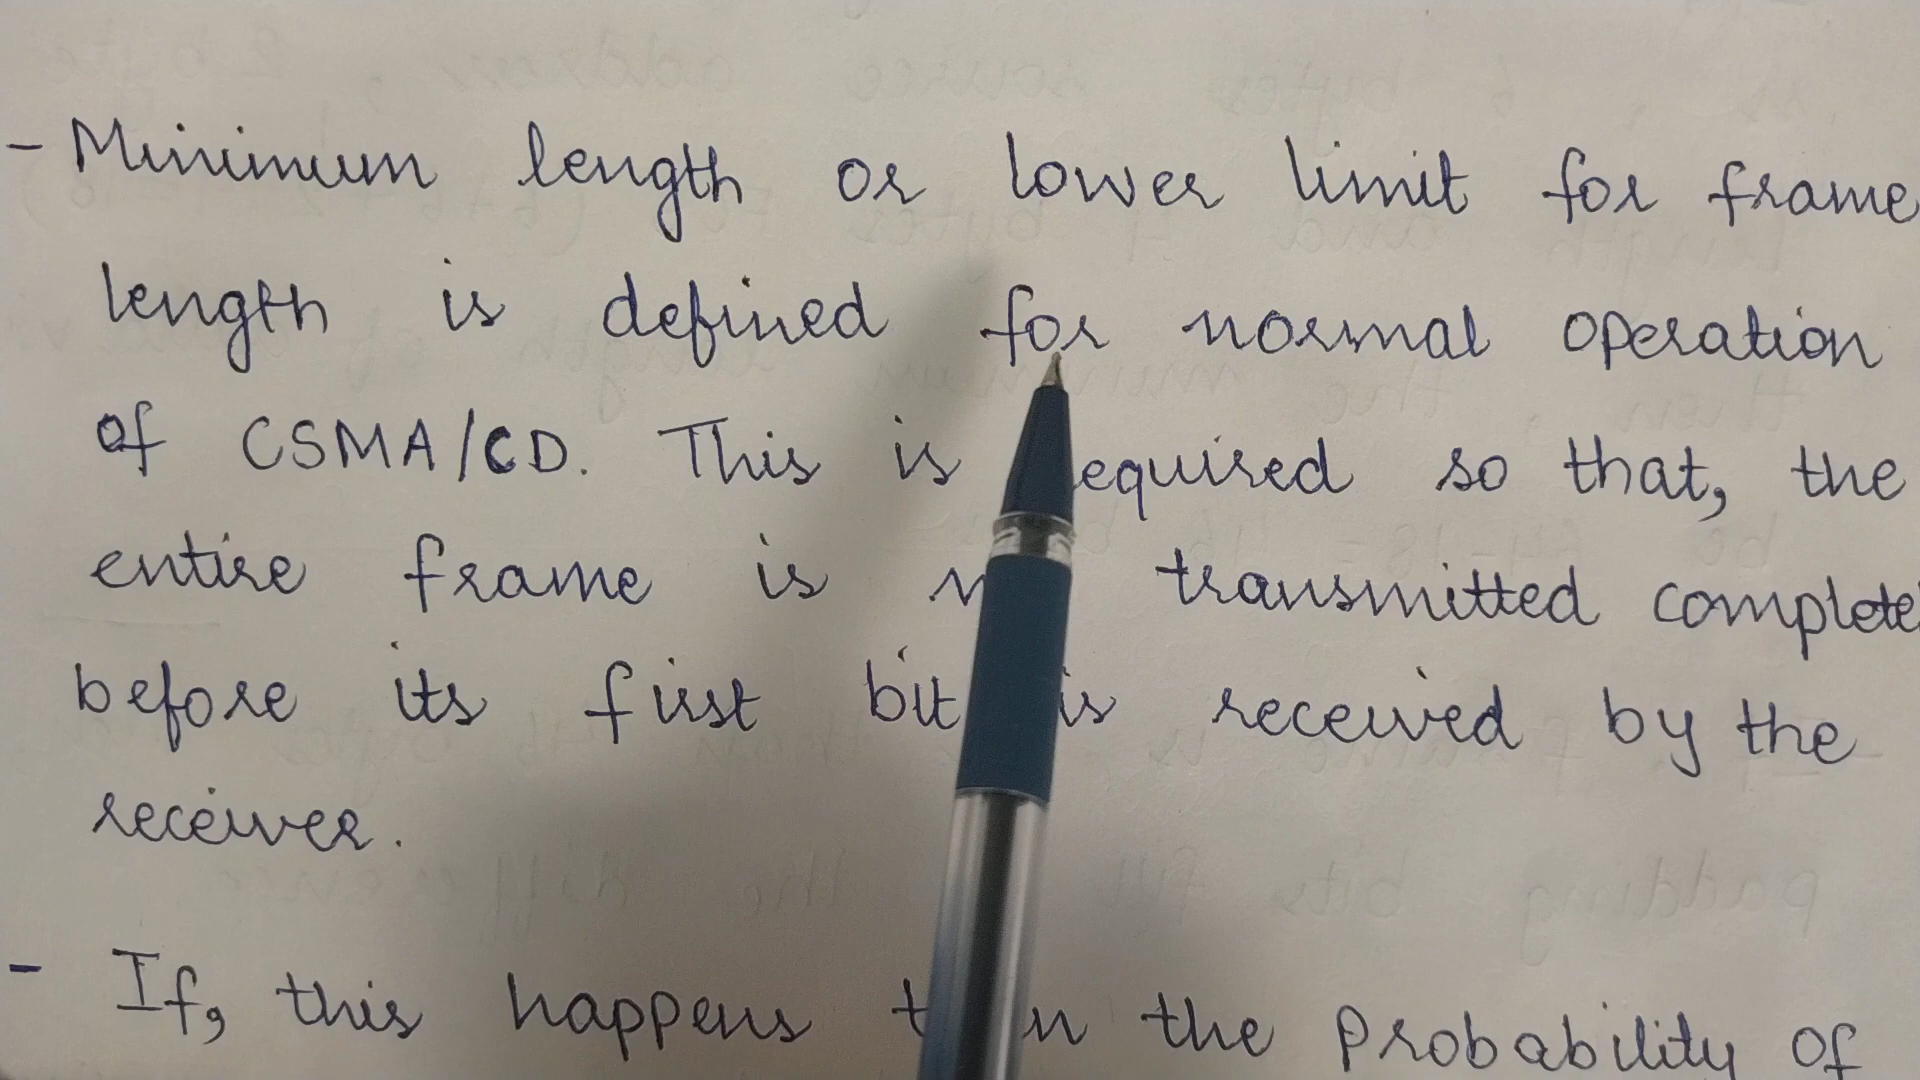 - Minimum length or lower limit for frame
length is defined for normal operation
of CSMA/CD. This is required so that, the
entire frame is transmitted complete
before its first bit is received by the
receiver.
- If, this happens then the probability of